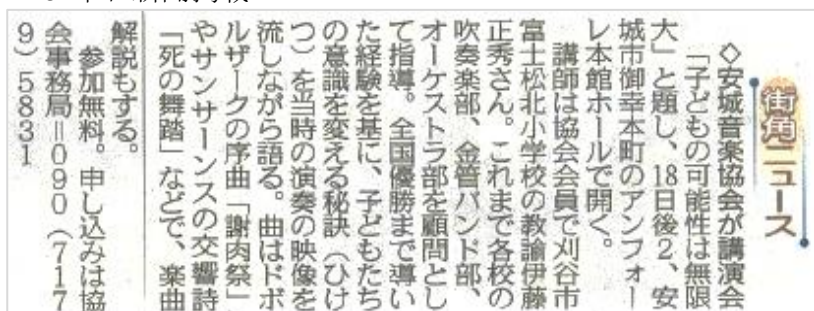 街角ニュース
◇安城音楽協会が講演会
「子どもの可能性は無限
大」と題し、18日後2、安
城市御幸本町のアンフォー
レ本館ホールで開く。
講師は協会会員で刈谷市
富士松北小学校の教諭伊藤
正秀さん。これまで各校の
吹奏楽部、金管バンド部、
オーケストラ部を顧問とし
て指導。全国優勝まで導い
た経験を基に、子どもたち
の意識を変える秘訣（ひけ
つ）を当時の演奏の映像を
流しながら語る。曲はドボ
ルザークの序曲「謝肉祭」
やサンサーンスの交響詩
「死の舞踏」などで、楽曲
解説もする。
参加無料。申し込みは協
会事務局＝090（717
9）5831